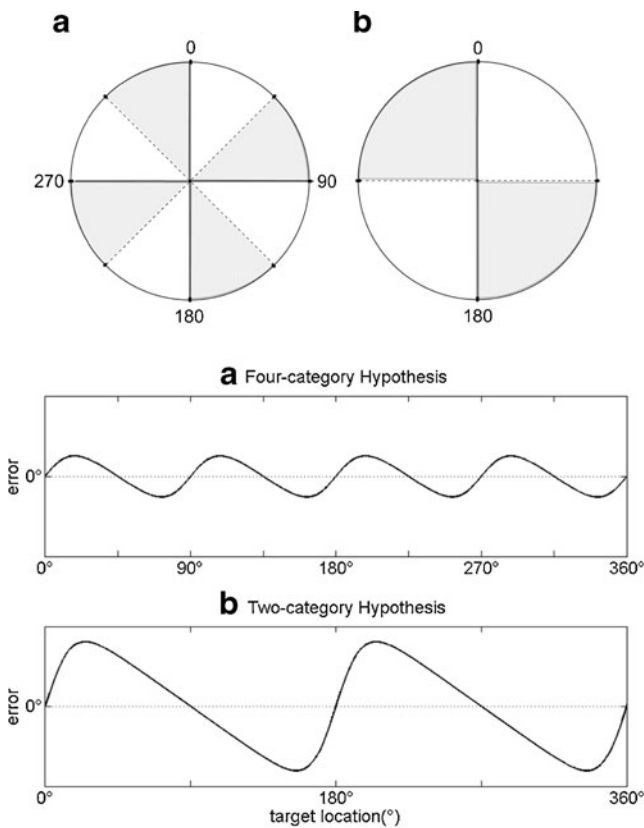 a b
0 0
270 90
180 180
a Four-category Hypothesis
error
0°
0° 90° 180° 270° 360°
b Two-category Hypothesis
error
0°
0° 180° 360°
target location(°)